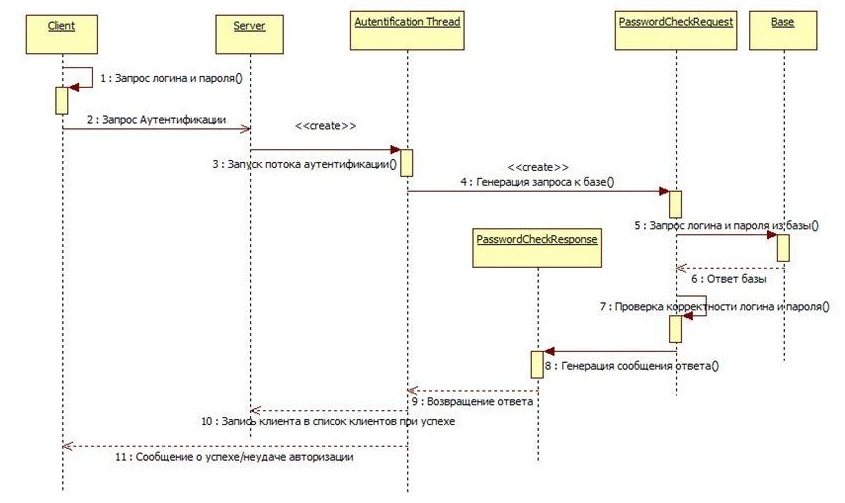 Client
Server
Autentification Thread
PasswordCheckRequest
Base
1 : Запрос логина и пароля()
2 : Запрос Аутентификации
<<create>>
3 : Запуск потока аутентификации()
<<create>>
4 : Генерация запроса к базе()
5 : Запрос логина и пароля из базы()
PasswordCheckResponse
6 : Ответ базы
7 : Проверка корректности логина и пароля()
8 : Генерация сообщения ответа()
9 : Возвращение ответа
10 : Запись клиента в список клиентов при успехе
11 : Сообщение о успехе/неудаче авторизации